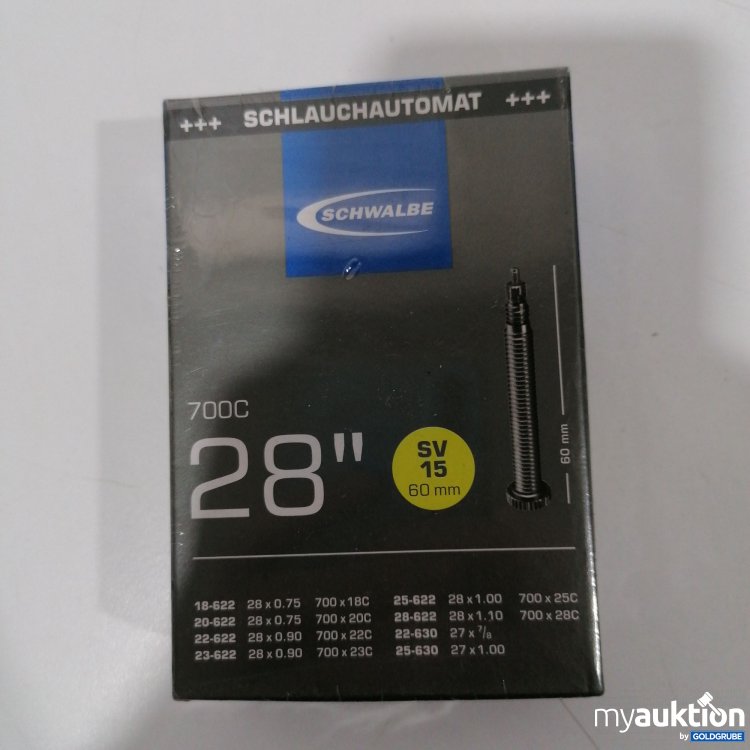 +++ SCHLAUCHAUTOMAT +++
SCHWALBE
700C
28"
SV
15
60 mm
60 mm
18-622 28 x 0.75 700 x 18C
20-622 28 x 0.75 700 x 20C
22-622 28 x 0.90 700 x 22C
23-622 28 x 0.90 700 x 23C
25-622 28 x 1.00 700 x 25C
28-622 28 x 1.10 700 x 28C
22-630 27 x 7/8
25-630 27 x 1.00
myauktion
by GOLDGRUBE